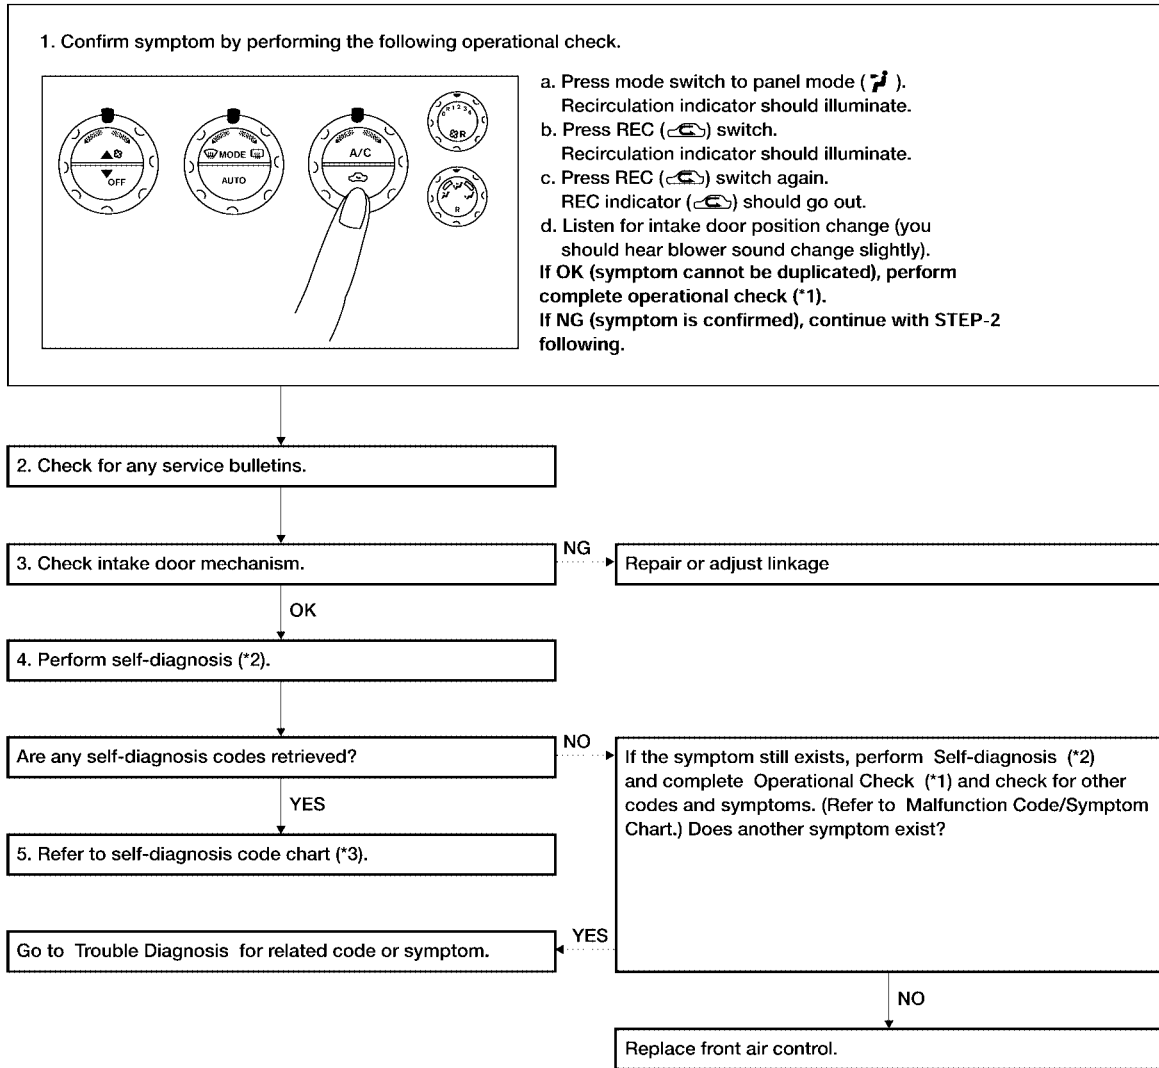 1. Confirm symptom by performing the following operational check.
OFF
MODE
AUTO
A/C
R
R
a. Press mode switch to panel mode ( ).
Recirculation indicator should illuminate.
b. Press REC ( ) switch.
Recirculation indicator should illuminate.
c. Press REC ( ) switch again.
REC indicator ( ) should go out.
d. Listen for intake door position change (you
should hear blower sound change slightly).
If OK (symptom cannot be duplicated), perform
complete operational check (*1).
If NG (symptom is confirmed), continue with STEP-2
following.
2. Check for any service bulletins.
3. Check intake door mechanism.
NG
Repair or adjust linkage
OK
4. Perform self-diagnosis (*2).
Are any self-diagnosis codes retrieved?
NO
If the symptom still exists, perform Self-diagnosis (*2)
and complete Operational Check (*1) and check for other
codes and symptoms. (Refer to Malfunction Code/Symptom
Chart.) Does another symptom exist?
YES
5. Refer to self-diagnosis code chart (*3).
YES
Go to Trouble Diagnosis for related code or symptom.
NO
Replace front air control.